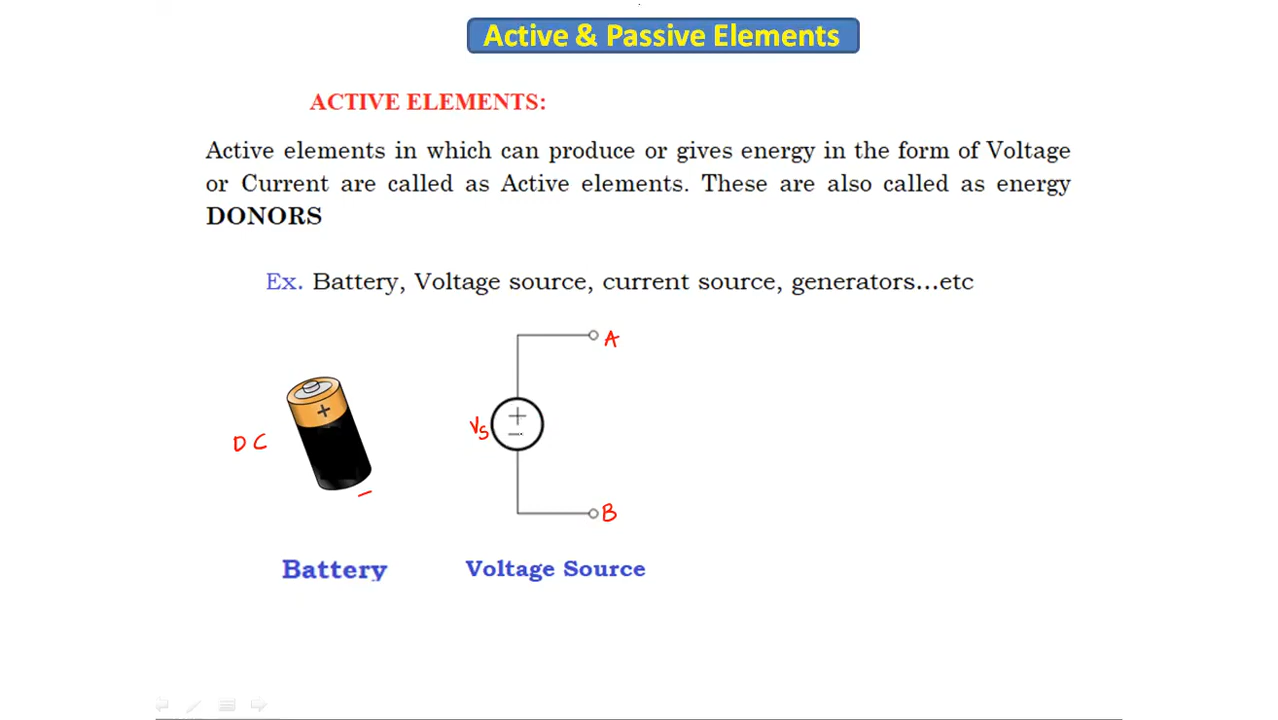 Active & Passive Elements
ACTIVE ELEMENTS:
Active elements in which can produce or gives energy in the form of Voltage
or Current are called as Active elements. These are also called as energy
DONORS
Ex. Battery, Voltage source, current source, generators...etc
A
+
+
DC
Vs
−
−
B
Battery
Voltage Source